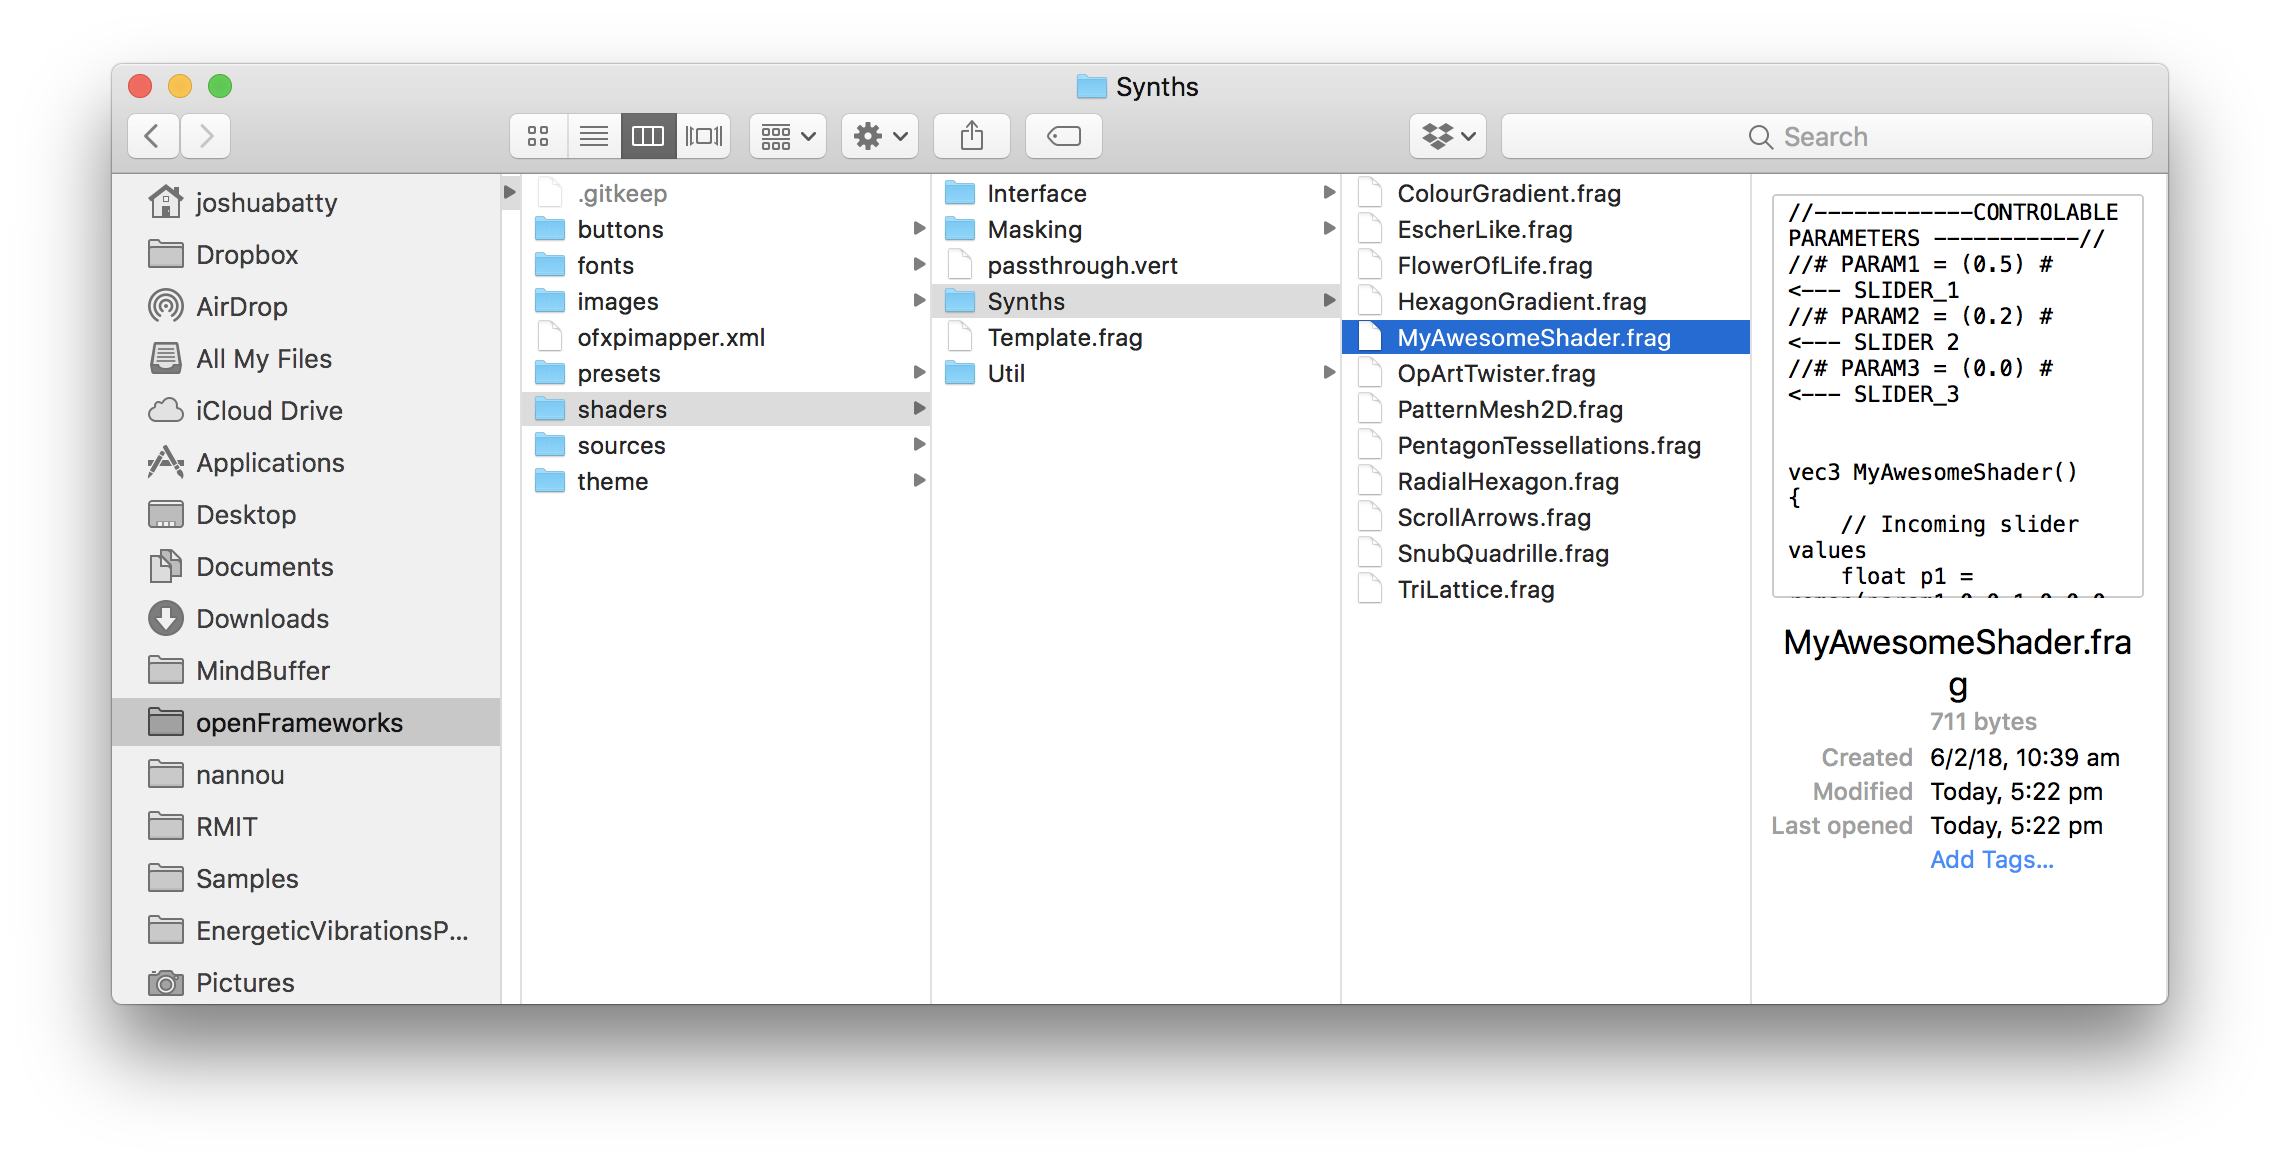 Synths
Search
joshuabatty
Dropbox
AirDrop
All My Files
iCloud Drive
Applications
Desktop
Documents
Downloads
MindBuffer
openFrameworks
nannou
RMIT
Samples
EnergeticVibrationsP...
Pictures
.gitkeep
buttons
fonts
images
ofxpimapper.xml
presets
shaders
sources
theme
Interface
Masking
passthrough.vert
Synths
Template.frag
Util
ColourGradient.frag
EscherLike.frag
FlowerOfLife.frag
HexagonGradient.frag
MyAwesomeShader.frag
OpArtTwister.frag
PatternMesh2D.frag
PentagonTessellations.frag
RadialHexagon.frag
ScrollArrows.frag
SnubQuadrille.frag
TriLattice.frag
//------------CONTROLABLE
PARAMETERS -----------//
//# PARAM1 = (0.5) #
<--- SLIDER_1
//# PARAM2 = (0.2) #
<--- SLIDER 2
//# PARAM3 = (0.0) #
<--- SLIDER_3
vec3 MyAwesomeShader()
{
// Incoming slider
values
float p1 =
MyAwesomeShader.fra
g
711 bytes
Created 6/2/18, 10:39 am
Modified Today, 5:22 pm
Last opened Today, 5:22 pm
Add Tags...